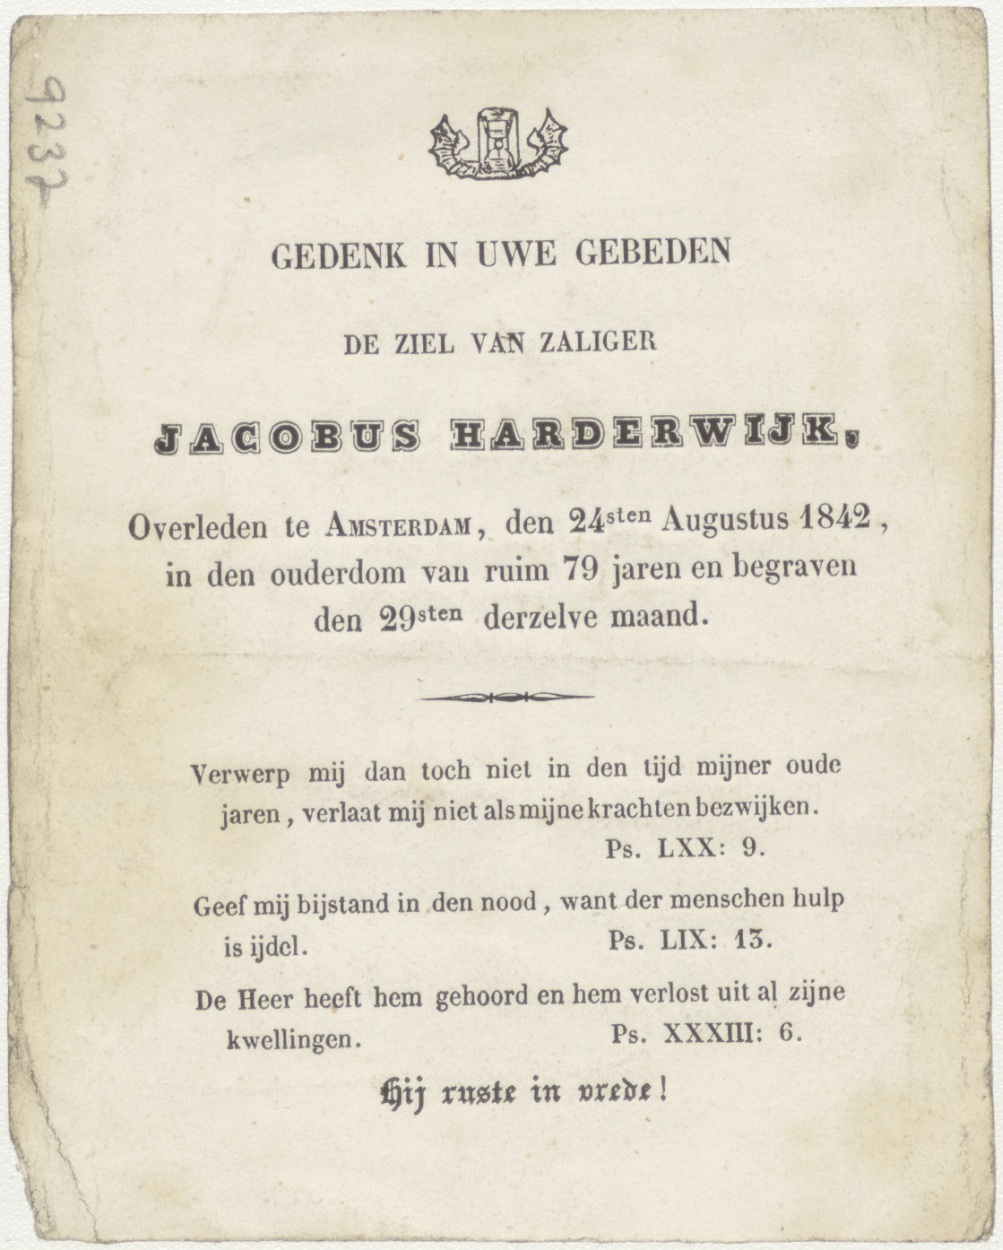 9237
GEDENK IN UWE GEBEDEN
DE ZIEL VAN ZALIGER
JACOBUS HARDERWIJK,
Overleden te AMSTERDAM, den 24sten Augustus 1842,
in den ouderdom van ruim 79 jaren en begraven
den 29sten derzelve maand.
Verwerp mij dan toch niet in den tijd mijner oude
jaren, verlaat mij niet als mijne krachten bezwijken.
Ps. LXX: 9.
Geef mij bijstand in den nood, want der menschen hulp
is ijdel. Ps. LIX: 13.
De Heer heeft hem gehoord en hem verlost uit al zijne
kwellingen. Ps. XXXIII: 6.
Hij ruste in vrede!